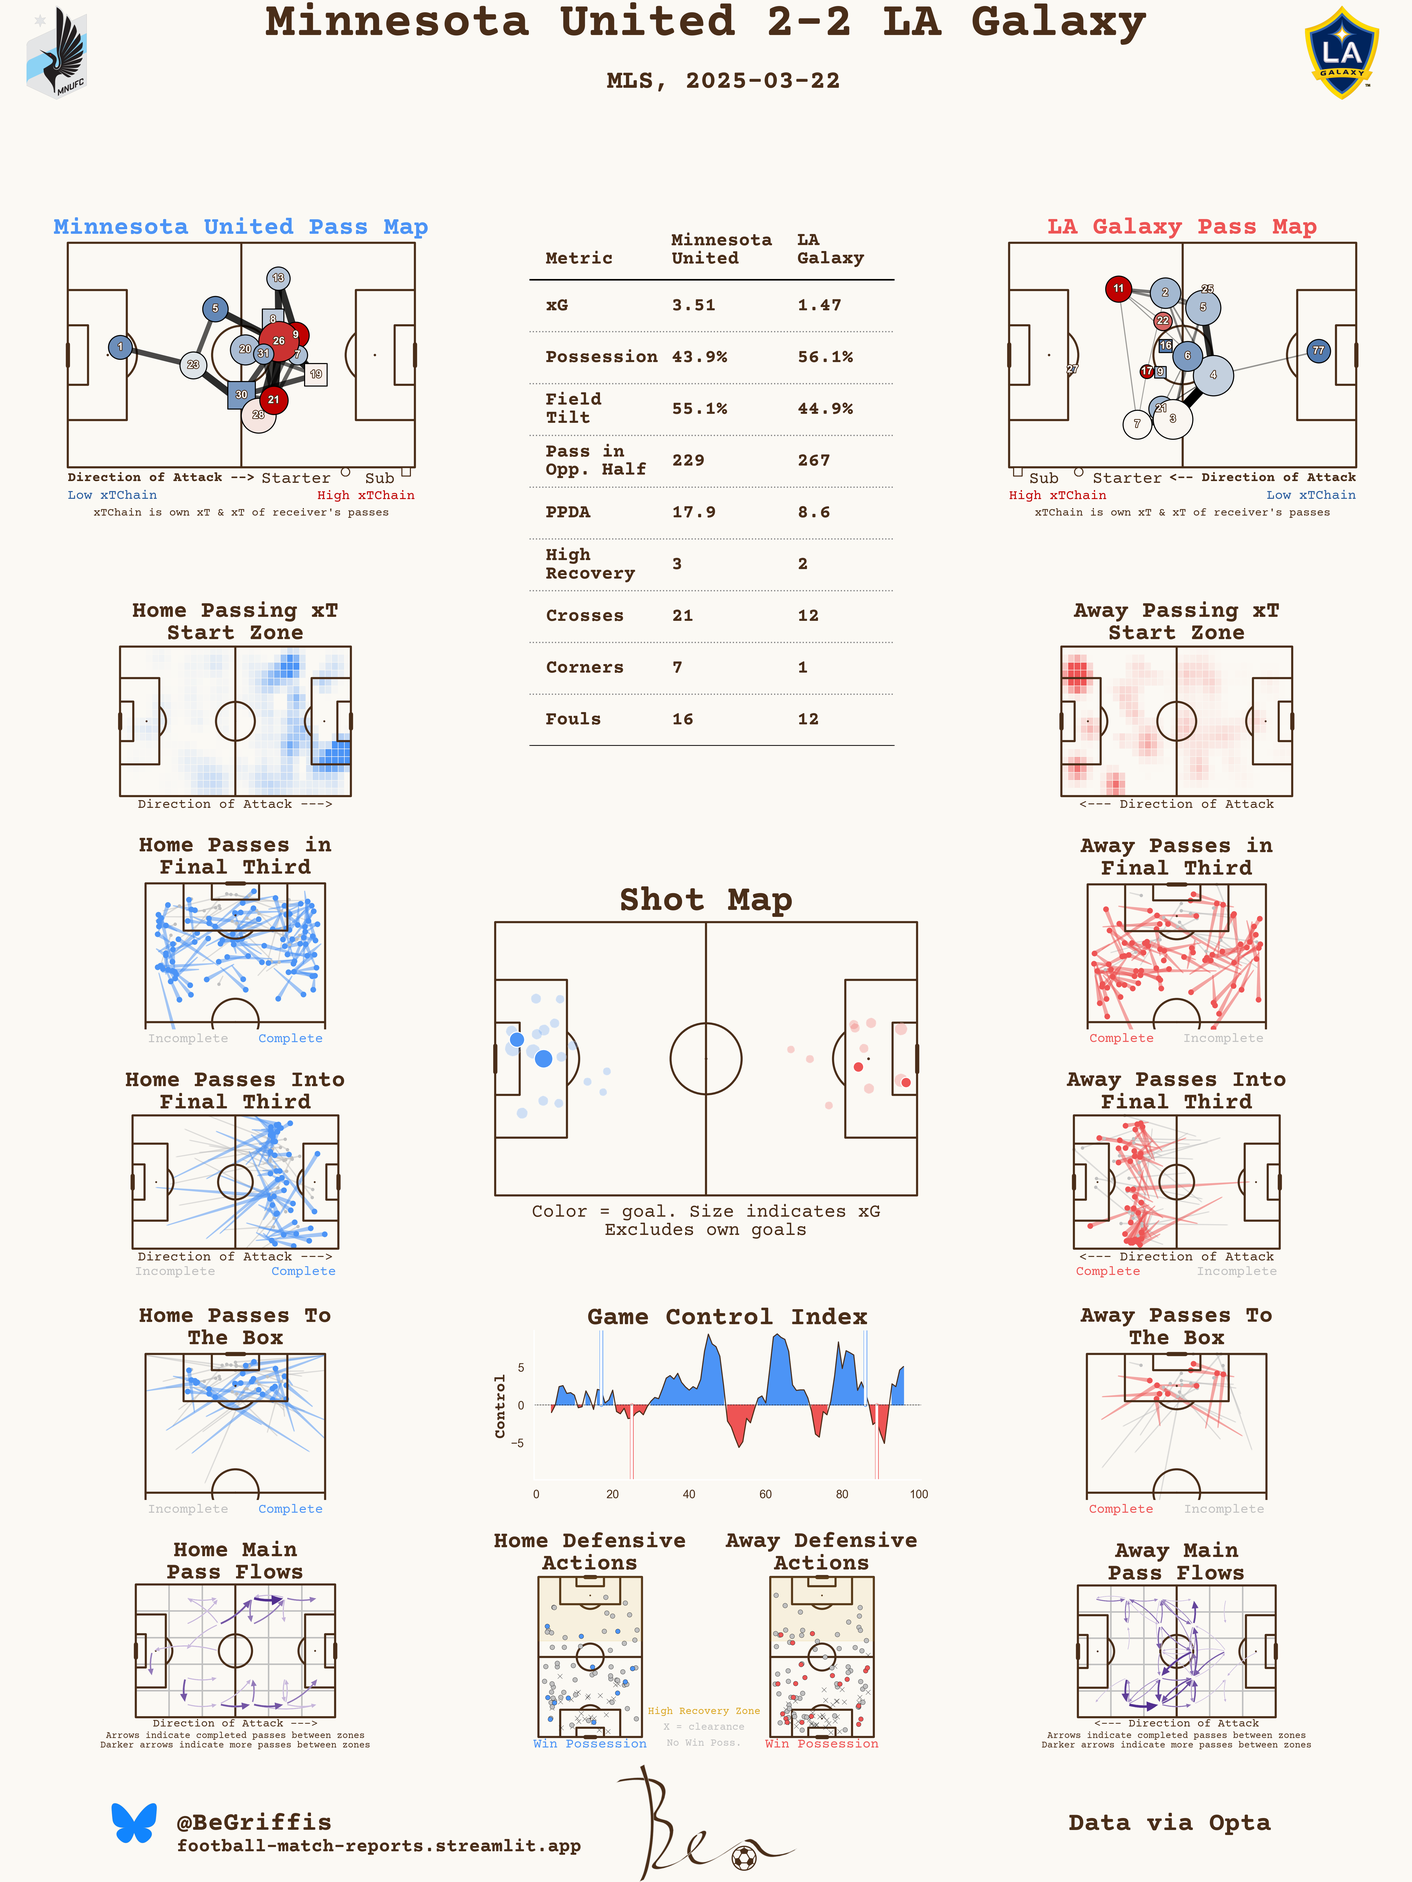 Minnesota United 2-2 LA Galaxy
MLS, 2025-03-22
MNUFC
LA
GALAXY
Minnesota United Pass Map
1
5
23
13
8
9
26
20
31
7
19
30
21
28
Direction of Attack --> Starter Sub
Low xTChain High xTChain
xTChain is own xT & xT of receiver's passes
Metric Minnesota United LA Galaxy
xG 3.51 1.47
Possession 43.9% 56.1%
Field Tilt 55.1% 44.9%
Pass in Opp. Half 229 267
PPDA 17.9 8.6
High Recovery 3 2
Crosses 21 12
Corners 7 1
Fouls 16 12
LA Galaxy Pass Map
11
2
25
5
22
16
6
77
27
17
9
4
21
7
3
Sub Starter <-- Direction of Attack
High xTChain Low xTChain
xTChain is own xT & xT of receiver's passes
Home Passing xT
Start Zone
Direction of Attack --->
Away Passing xT
Start Zone
<--- Direction of Attack
Home Passes in
Final Third
Incomplete Complete
Away Passes in
Final Third
Complete Incomplete
Shot Map
Color = goal. Size indicates xG
Excludes own goals
Home Passes Into
Final Third
Direction of Attack --->
Incomplete Complete
Away Passes Into
Final Third
<--- Direction of Attack
Complete Incomplete
Home Passes To
The Box
Incomplete Complete
Game Control Index
Control
5
0
−5
0 20 40 60 80 100
Away Passes To
The Box
Complete Incomplete
Home Main
Pass Flows
Direction of Attack --->
Arrows indicate completed passes between zones
Darker arrows indicate more passes between zones
Home Defensive
Actions
Win Possession
Away Defensive
Actions
Win Possession
High Recovery Zone
X = clearance
No Win Poss.
Away Main
Pass Flows
<--- Direction of Attack
Arrows indicate completed passes between zones
Darker arrows indicate more passes between zones
@BeGriffis
football-match-reports.streamlit.app
Ben
Data via Opta